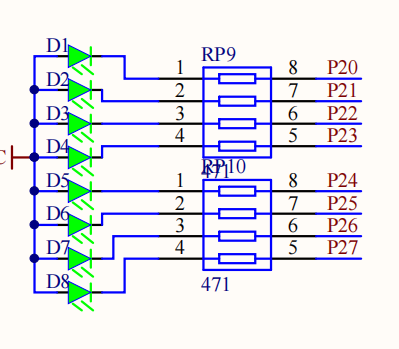 D1 RP9
1 8 P20
D2 2 7 P21
D3 3 6 P22
D4 4 5 P23
C
471
RP10
D5 1 8 P24
D6 2 7 P25
3 6 P26
D7 4 5 P27
D8 471